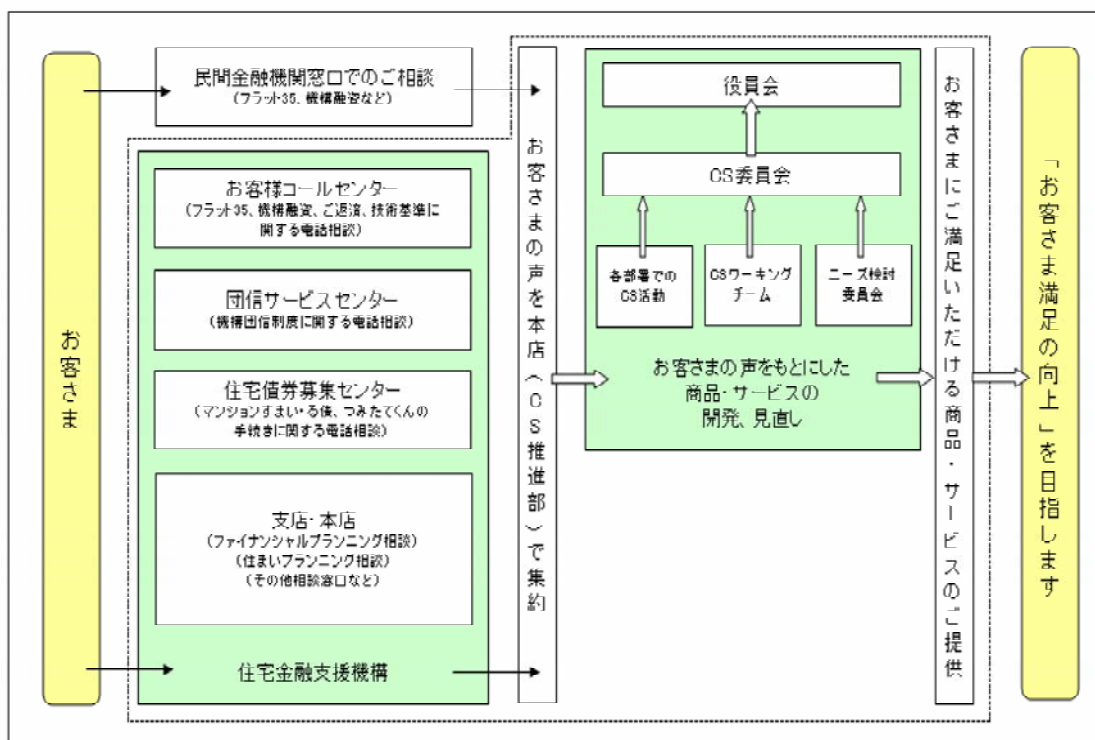 お客さま
民間金融機関窓口でのご相談
(フラット35、機構融資など)
お客様コールセンター
(フラット35、機構融資、ご返済、技術基準に
関する電話相談)
団信サービスセンター
(機構団信制度に関する電話相談)
住宅債券募集センター
(マンションすまい・る債、つみたてくんの
手続きに関する電話相談)
支店・本店
(ファイナンシャルプランニング相談)
(住まいプランニング相談)
(その他相談窓口など)
住宅金融支援機構
お客さまの声を本店(CS推進部)で集約
役員会
CS委員会
各部署での
CS活動
CSワーキング
チーム
ニーズ検討
委員会
お客さまの声をもとにした
商品・サービスの
開発、見直し
お客さまにご満足いただける商品・サービスのご提供
「お客さま満足の向上」を目指します